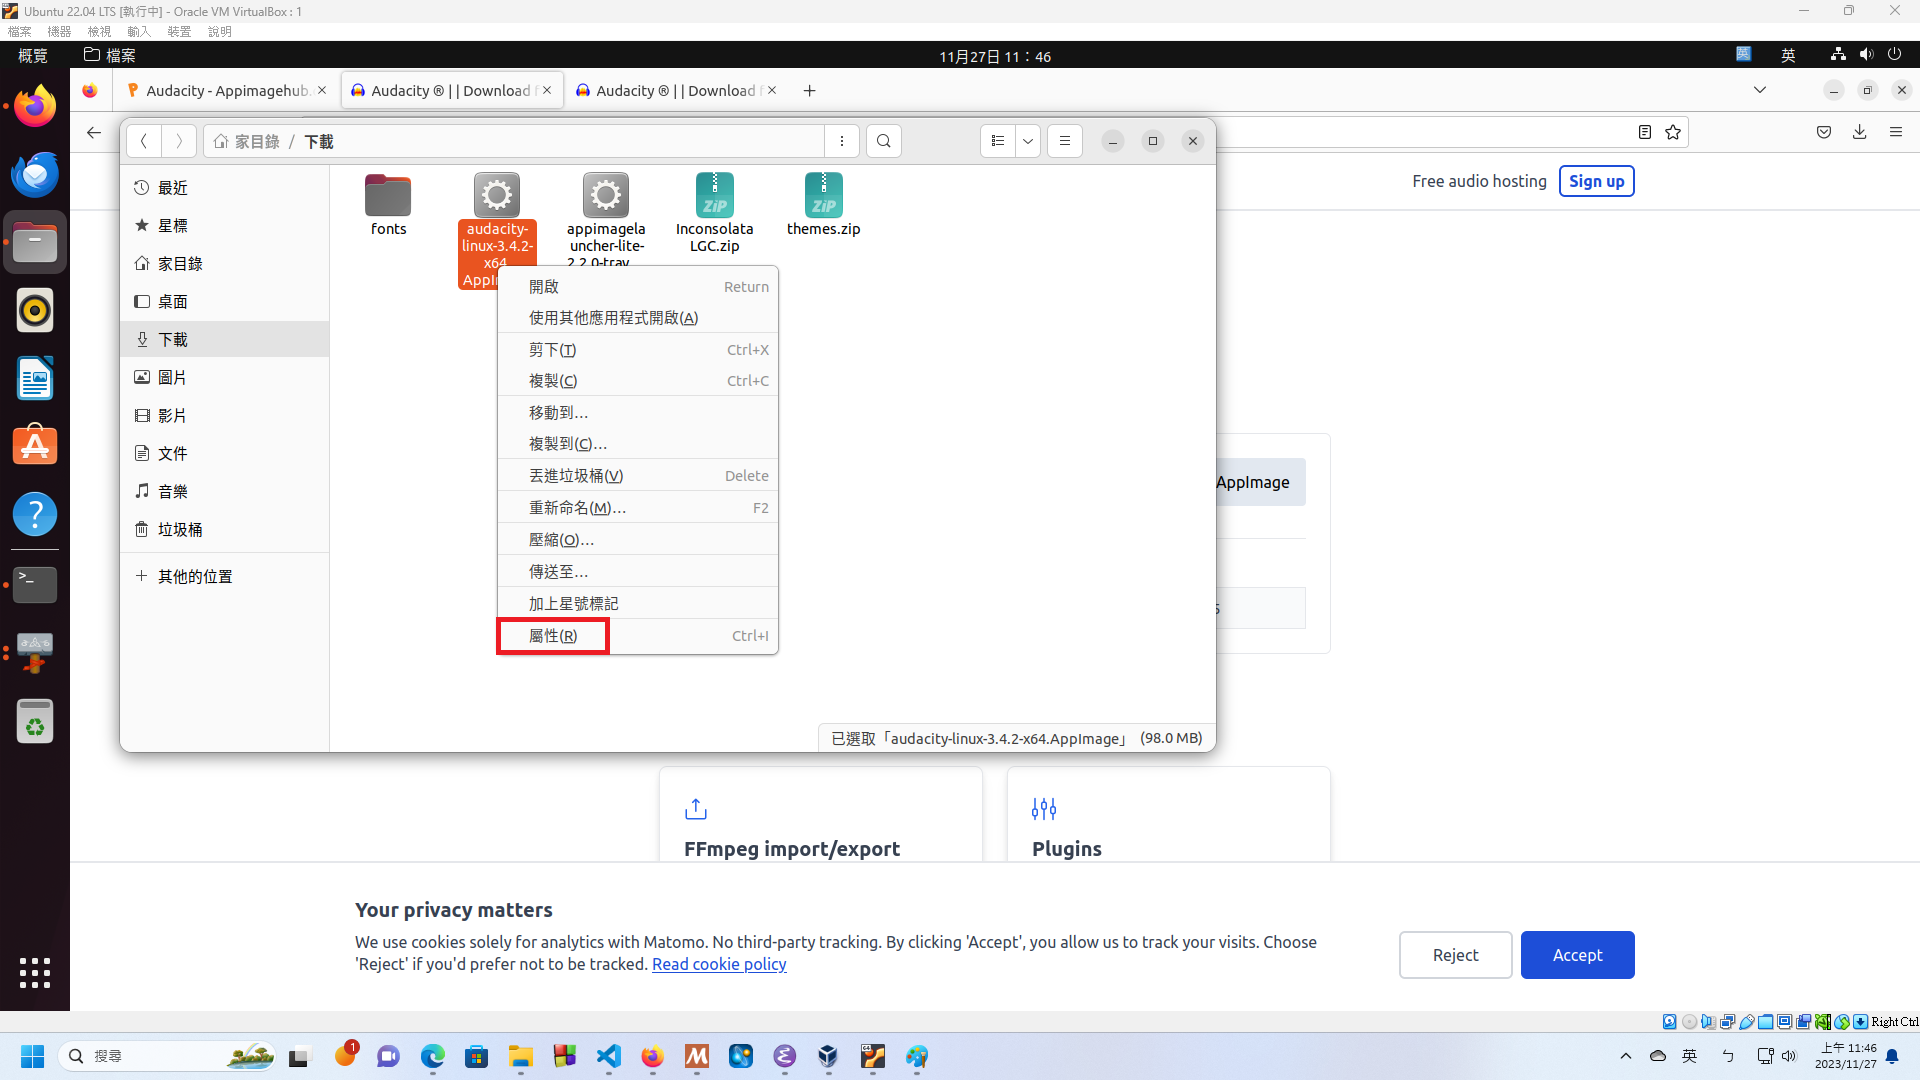 Ubuntu 22.04 LTS [執行中] - Oracle VM VirtualBox : 1
檔案 機器 檢視 輸入 裝置 說明
概覽 檔案 11月27日 11：46 英
Audacity - Appimagehub.
Audacity ® | | Download f
Audacity ® | | Download f
家目錄 / 下載
Free audio hosting Sign up
最近
星標
家目錄
桌面
下載
圖片
影片
文件
音樂
垃圾桶
其他的位置
fonts
audacity-
linux-3.4.2-
x64.
appimagela
uncher-lite-
2.2.0-trav
Inconsolata
LGC.zip
themes.zip
開啟 Return
使用其他應用程式開啟(A)
剪下(T) Ctrl+X
複製(C) Ctrl+C
移動到…
複製到(C)…
丟進垃圾桶(V) Delete
重新命名(M)… F2
壓縮(O)…
傳送至…
加上星號標記
屬性(R) Ctrl+I
AppImage
已選取「audacity-linux-3.4.2-x64.AppImage」 (98.0 MB)
FFmpeg import/export
Plugins
Your privacy matters
We use cookies solely for analytics with Matomo. No third-party tracking. By clicking 'Accept', you allow us to track your visits. Choose
'Reject' if you'd prefer not to be tracked. Read cookie policy
Reject Accept
Right Ctrl
搜尋
1
英 ㄅ
上午 11:46
2023/11/27